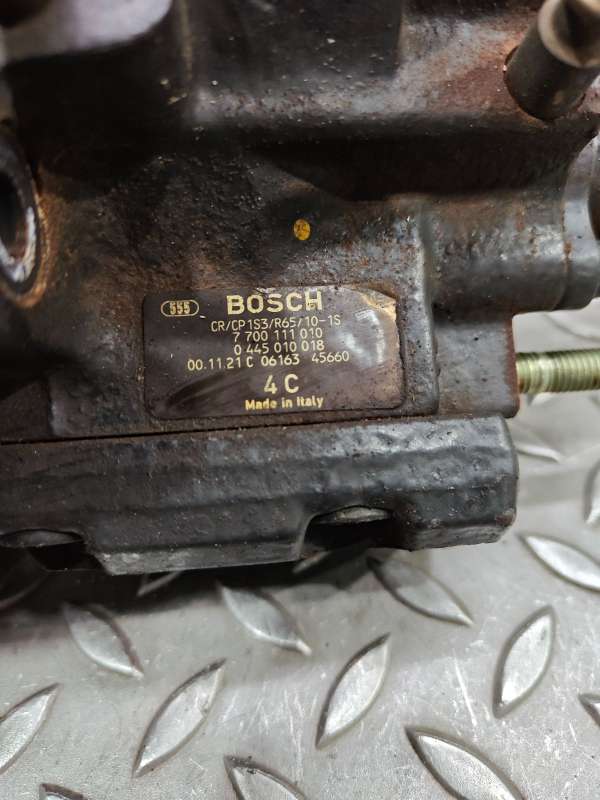 555 BOSCH
CR/CP1S3/R65/10-1S
7 700 111 010
0 445 010 018
00.11.21 C 06163 45660
4 C
Made in Italy